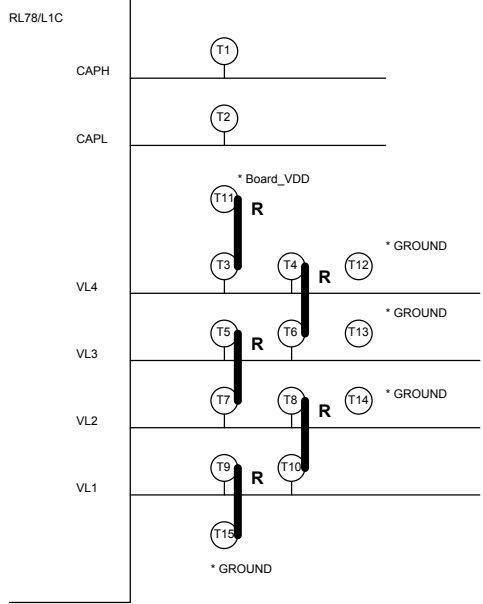 RL78/L1C
T1
CAPH
T2
CAPL
* Board_VDD
T11
R
* GROUND
T3
T4
T12
R
VL4
* GROUND
T5
T6
T13
R
VL3
* GROUND
T7
T8
T14
R
VL2
T9
T10
R
VL1
T15
* GROUND